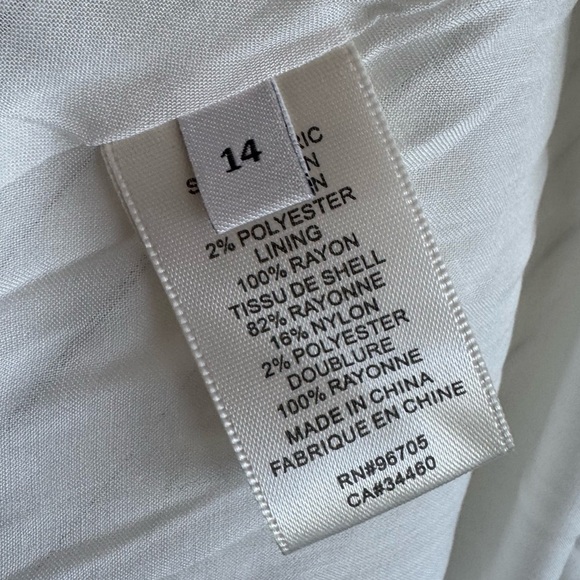 14
2% POLYESTER
LINING
100% RAYON
TISSU DE SHELL
82% RAYONNE
16% NYLON
2% POLYESTER
DOUBLURE
100% RAYONNE
MADE IN CHINA
FABRIQUE EN CHINE
RN#96705
CA#34460